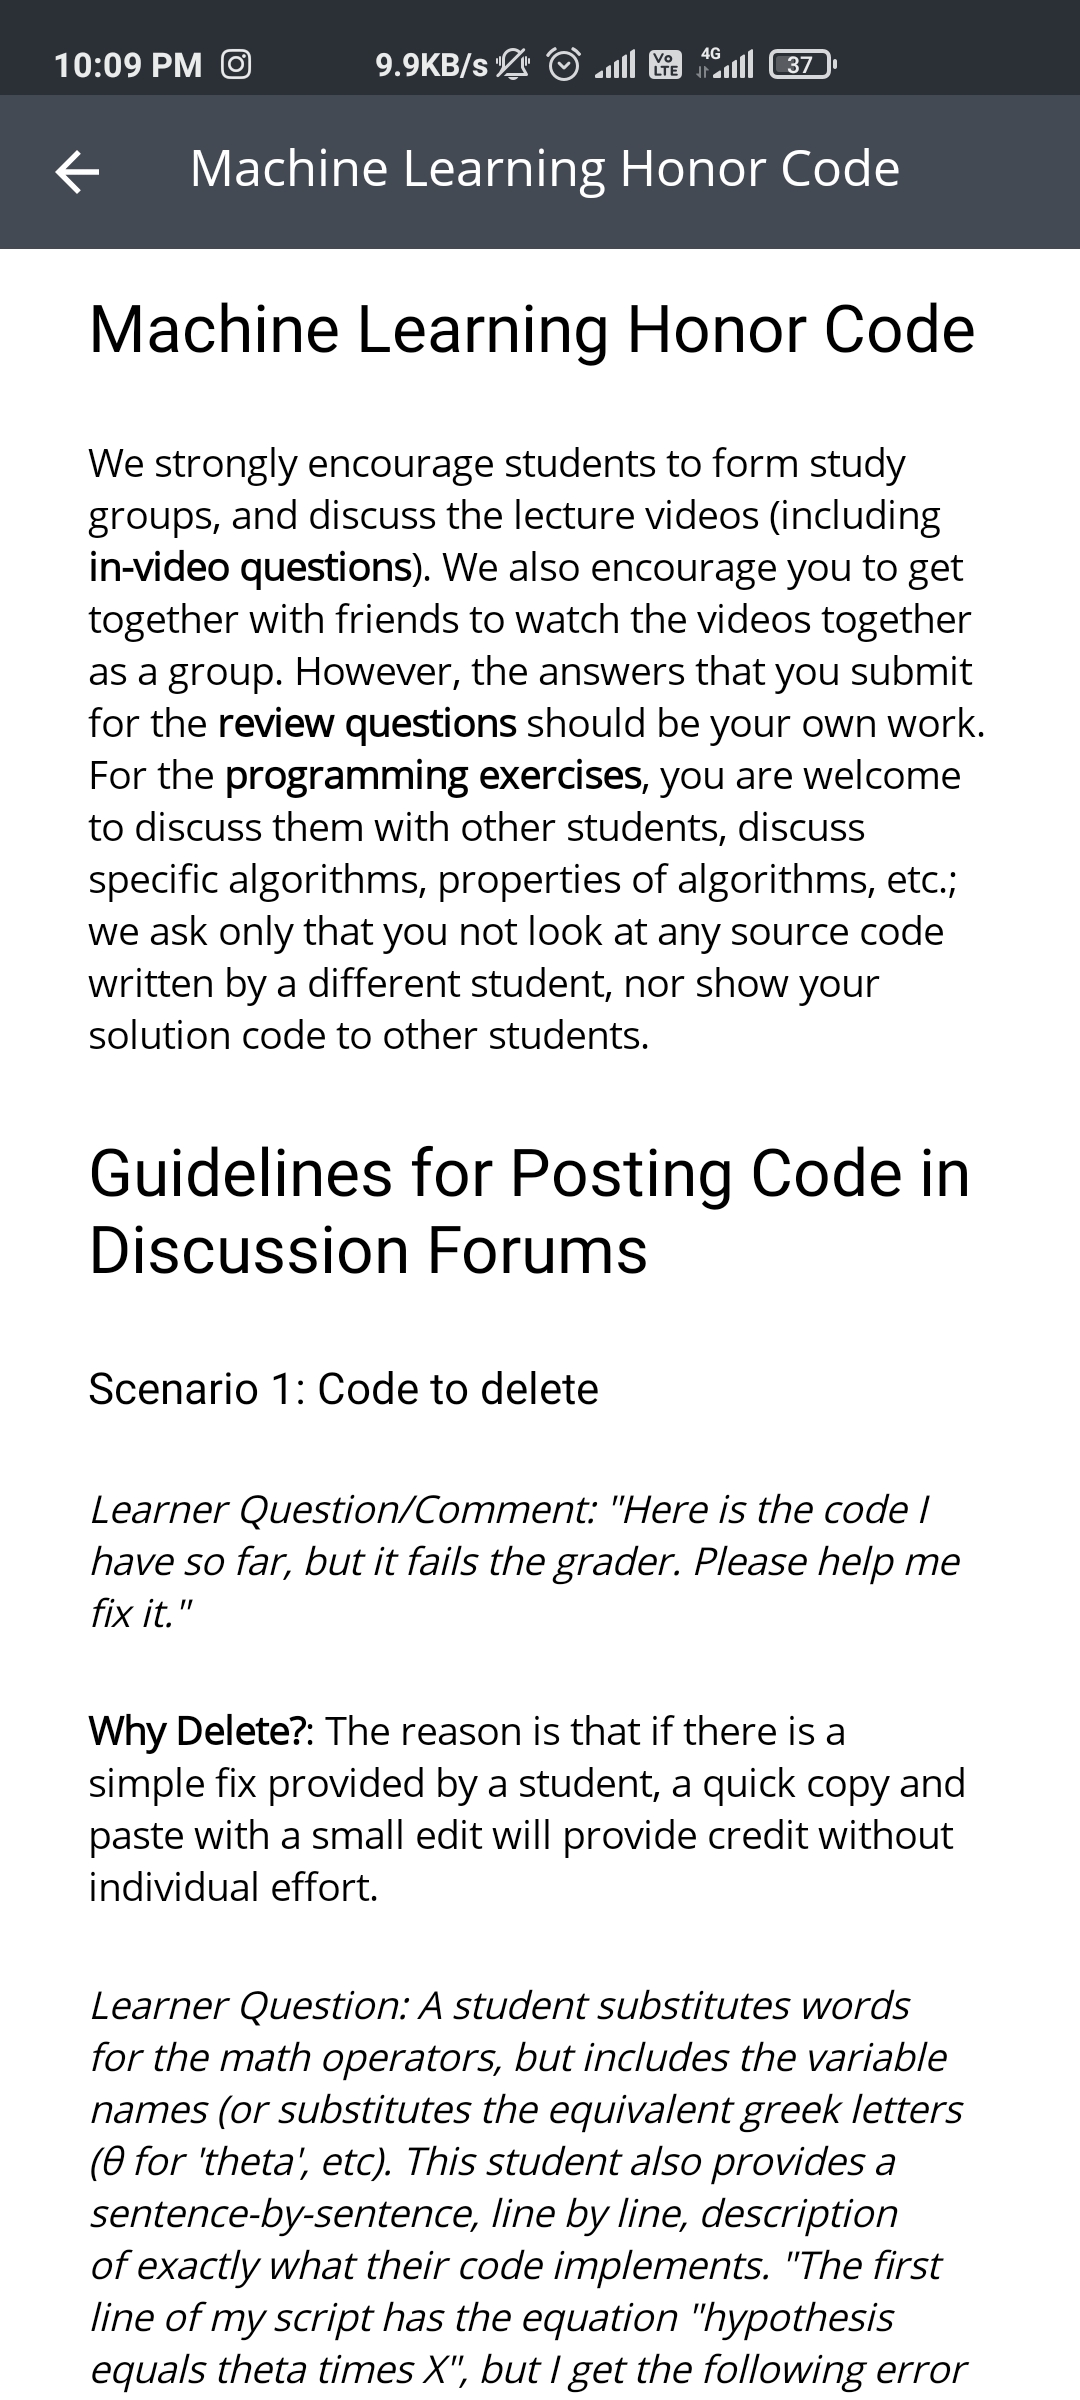 10:09 PM 9.9KB/s Vo LTE 4G 37
Machine Learning Honor Code
Machine Learning Honor Code
We strongly encourage students to form study
groups, and discuss the lecture videos (including
in-video questions). We also encourage you to get
together with friends to watch the videos together
as a group. However, the answers that you submit
for the review questions should be your own work.
For the programming exercises, you are welcome
to discuss them with other students, discuss
specific algorithms, properties of algorithms, etc.;
we ask only that you not look at any source code
written by a different student, nor show your
solution code to other students.
Guidelines for Posting Code in
Discussion Forums
Scenario 1: Code to delete
Learner Question/Comment: "Here is the code I
have so far, but it fails the grader. Please help me
fix it."
Why Delete?: The reason is that if there is a
simple fix provided by a student, a quick copy and
paste with a small edit will provide credit without
individual effort.
Learner Question: A student substitutes words
for the math operators, but includes the variable
names (or substitutes the equivalent greek letters
(θ for 'theta', etc). This student also provides a
sentence-by-sentence, line by line, description
of exactly what their code implements. "The first
line of my script has the equation "hypothesis
equals theta times X", but I get the following error